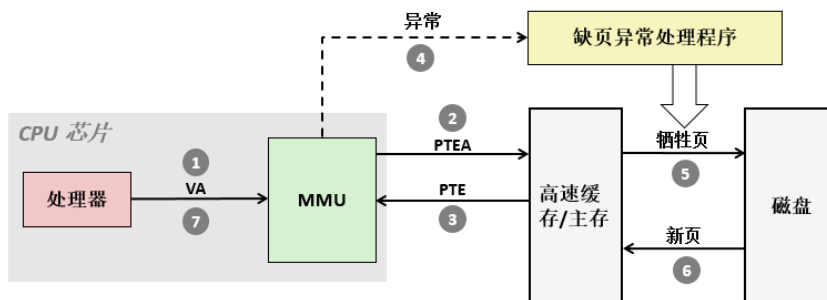 异常
4
缺页异常处理程序
CPU 芯片
处理器
1
VA
7
MMU
2
PTEA
PTE
3
高速缓
存/主存
牺牲页
5
新页
6
磁盘